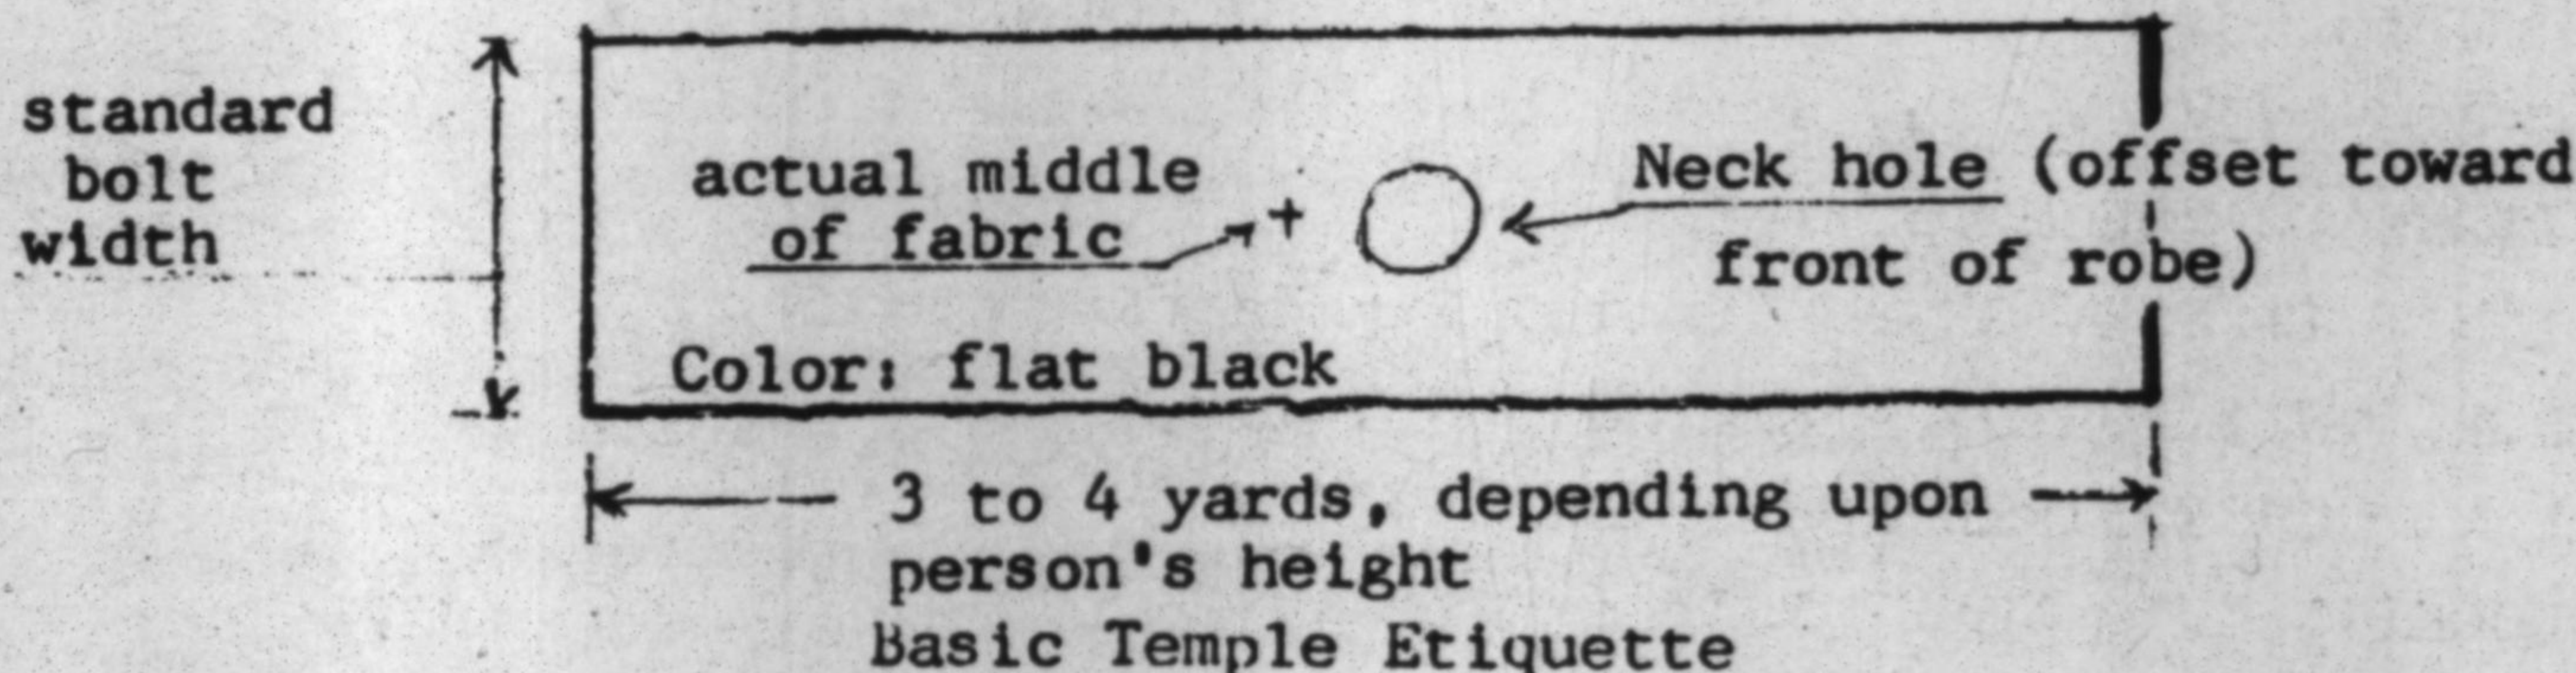 standard
bolt
width
actual middle
of fabric
+
Neck hole (offset toward
front of robe)
Color: flat black
3 to 4 yards, depending upon
person's height
Basic Temple Etiquette